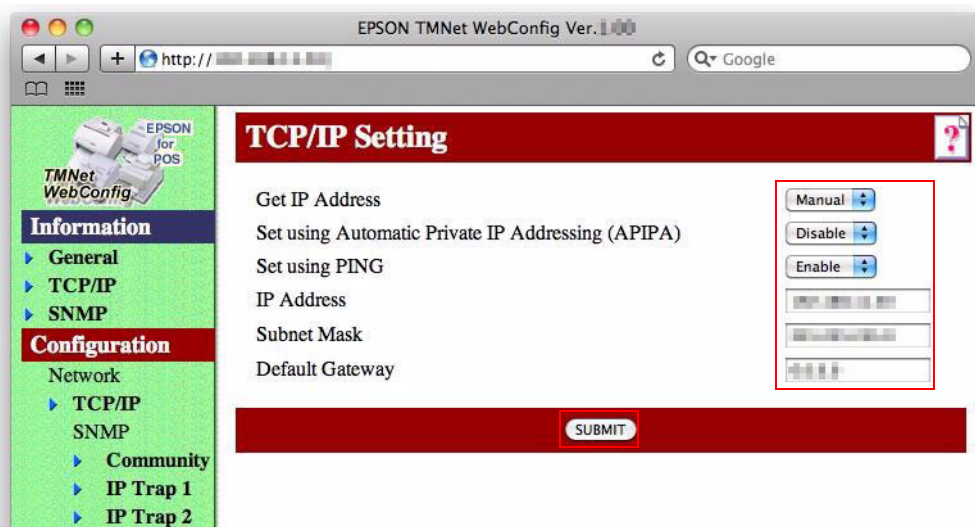 EPSON TMNet WebConfig Ver.
http://
Google
EPSON
for
POS
TMNet
WebConfig
Information
General
TCP/IP
SNMP
Configuration
Network
TCP/IP
SNMP
Community
IP Trap 1
IP Trap 2
TCP/IP Setting
?
Get IP Address Manual
Set using Automatic Private IP Addressing (APIPA) Disable
Set using PING Enable
IP Address
Subnet Mask
Default Gateway
SUBMIT